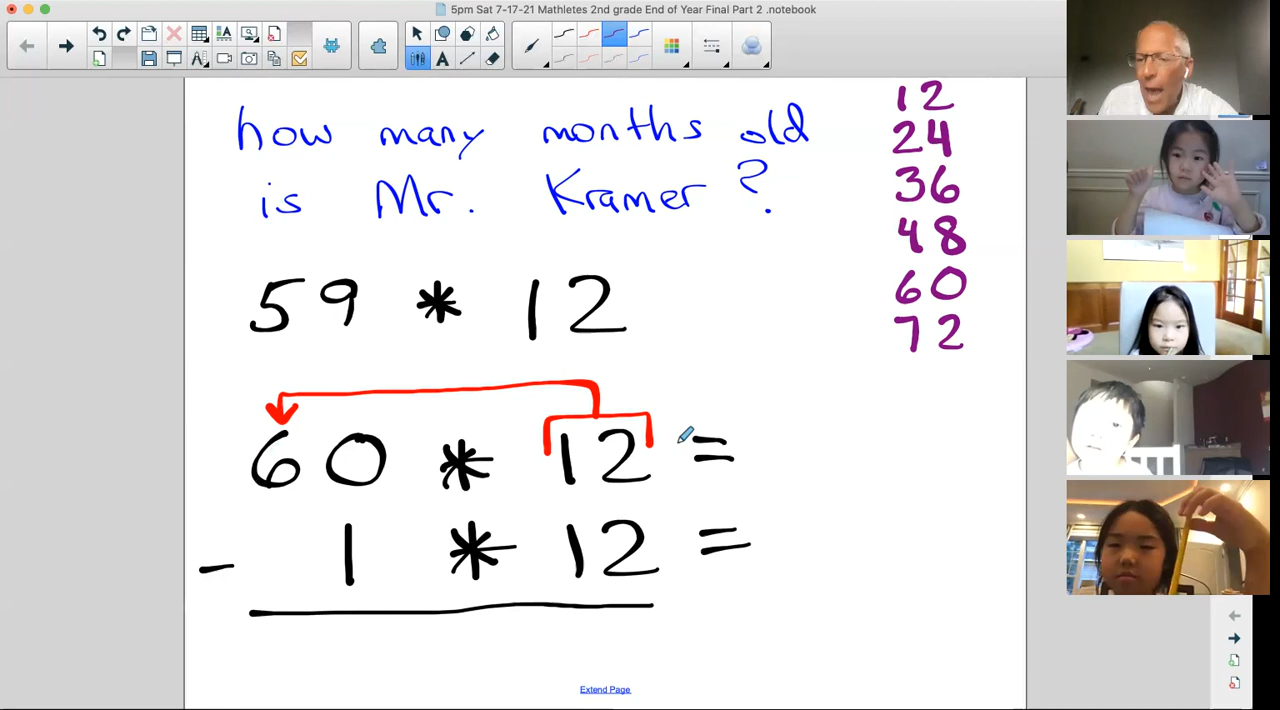 5pm Sat 7-17-21 Mathletes 2nd grade End of Year Final Part 2 .notebook
how many months old
is Mr. Kramer ?
59 * 12
60 * 12 =
- 1 * 12 =
12
24
36
48
60
72
Extend Page